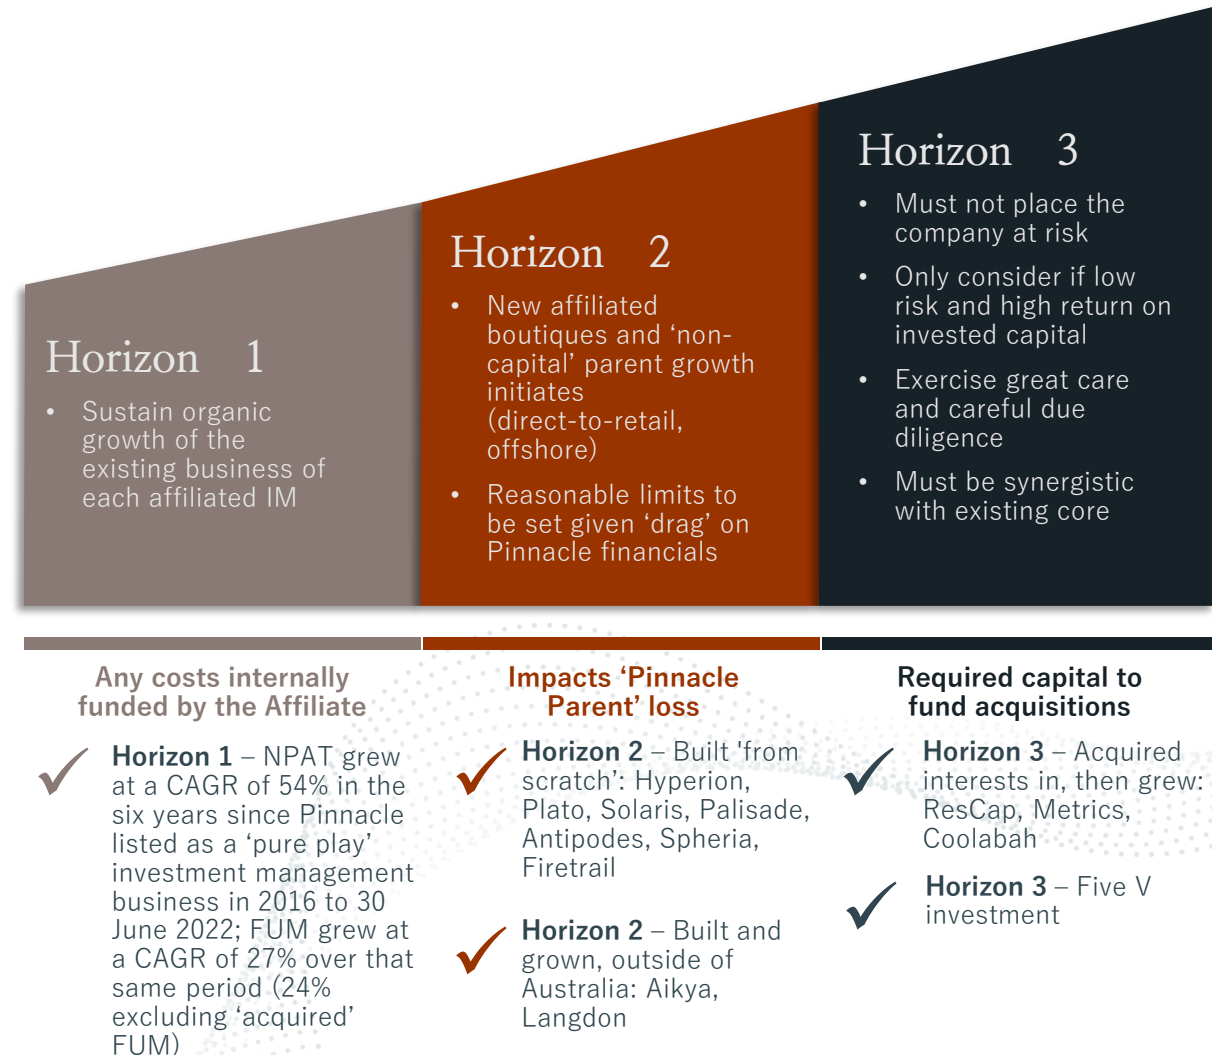 Horizon 1
• Sustain organic
growth of the
existing business of
each affiliated IM
Horizon 2
• New affiliated
boutiques and ‘non-
capital’ parent growth
initiates
(direct-to-retail,
offshore)
• Reasonable limits to
be set given ‘drag’ on
Pinnacle financials
Horizon 3
• Must not place the
company at risk
• Only consider if low
risk and high return on
invested capital
• Exercise great care
and careful due
diligence
• Must be synergistic
with existing core
Any costs internally
funded by the Affiliate
Horizon 1 – NPAT grew
at a CAGR of 54% in the
six years since Pinnacle
listed as a ‘pure play’
investment management
business in 2016 to 30
June 2022; FUM grew at
a CAGR of 27% over that
same period (24%
excluding ‘acquired’
FUM)
Impacts ‘Pinnacle
Parent’ loss
Horizon 2 – Built 'from
scratch’: Hyperion,
Plato, Solaris, Palisade,
Antipodes, Spheria,
Firetrail
Horizon 2 – Built and
grown, outside of
Australia: Aikya,
Langdon
Required capital to
fund acquisitions
Horizon 3 – Acquired
interests in, then grew:
ResCap, Metrics,
Coolabah
Horizon 3 – Five V
investment